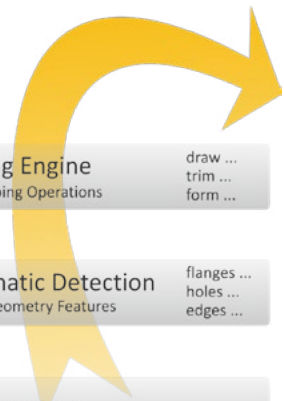 g Engine
draw ...
trim ...
ping Operations
form ...
matic Detection
flanges ...
holes ...
eometry Features
edges ...